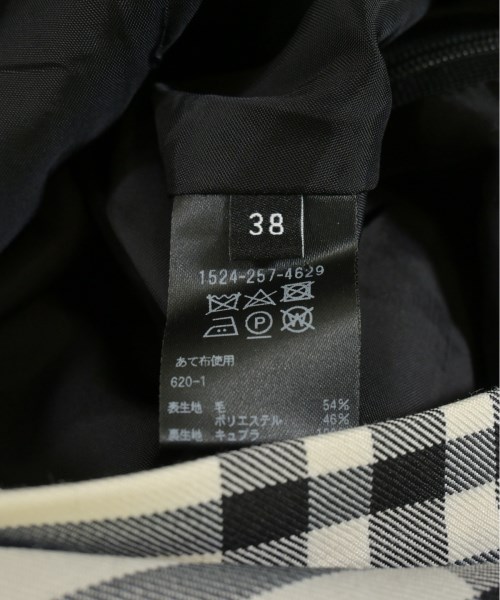 38
1524-257-4629
P W
あて布使用
620-1
表生地 毛 54%
ポリエステル 46%
裏生地 キュプラ